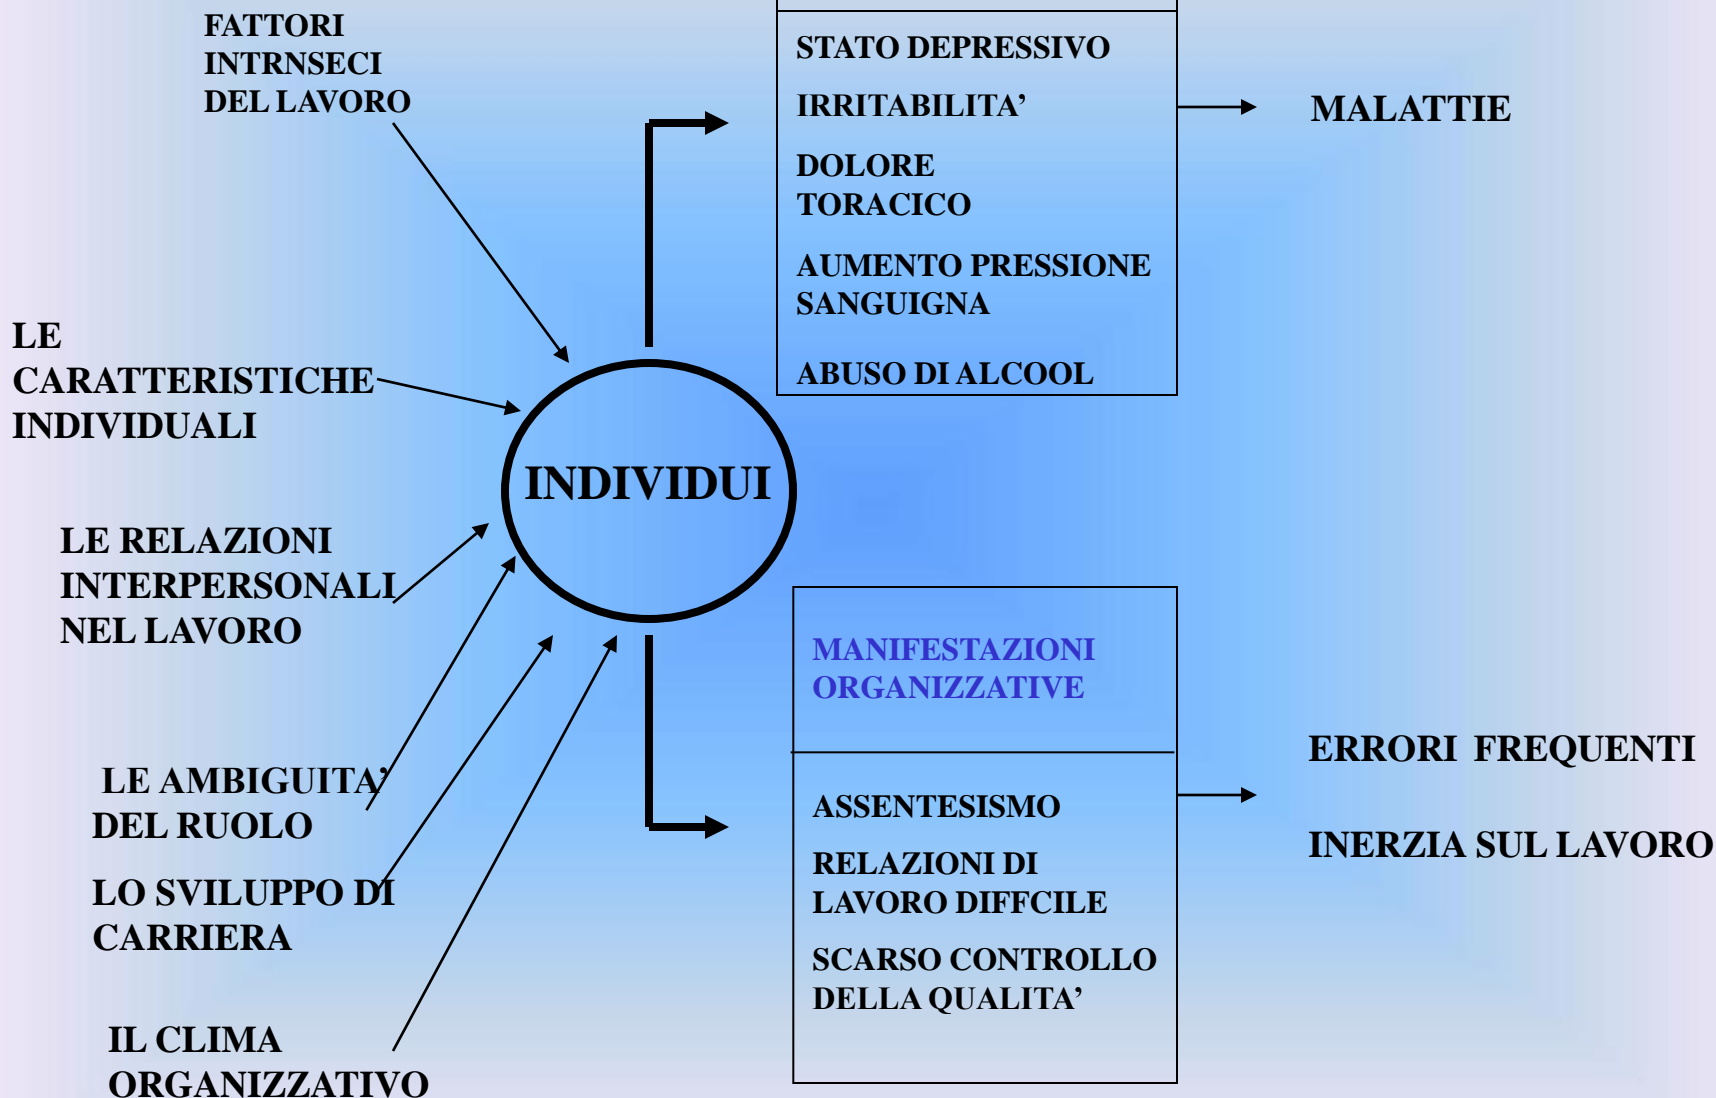 FATTORI
INTRNSECI
DEL LAVORO
LE
CARATTERISTICHE
INDIVIDUALI
LE RELAZIONI
INTERPERSONALI
NEL LAVORO
LE AMBIGUITA’
DEL RUOLO
LO SVILUPPO DI
CARRIERA
IL CLIMA
ORGANIZZATIVO
INDIVIDUI
STATO DEPRESSIVO
IRRITABILITA’
DOLORE
TORACICO
AUMENTO PRESSIONE
SANGUIGNA
ABUSO DI ALCOOL
MALATTIE
MANIFESTAZIONI
ORGANIZZATIVE
ASSENTESISMO
RELAZIONI DI
LAVORO DIFFCILE
SCARSO CONTROLLO
DELLA QUALITA’
ERRORI FREQUENTI
INERZIA SUL LAVORO